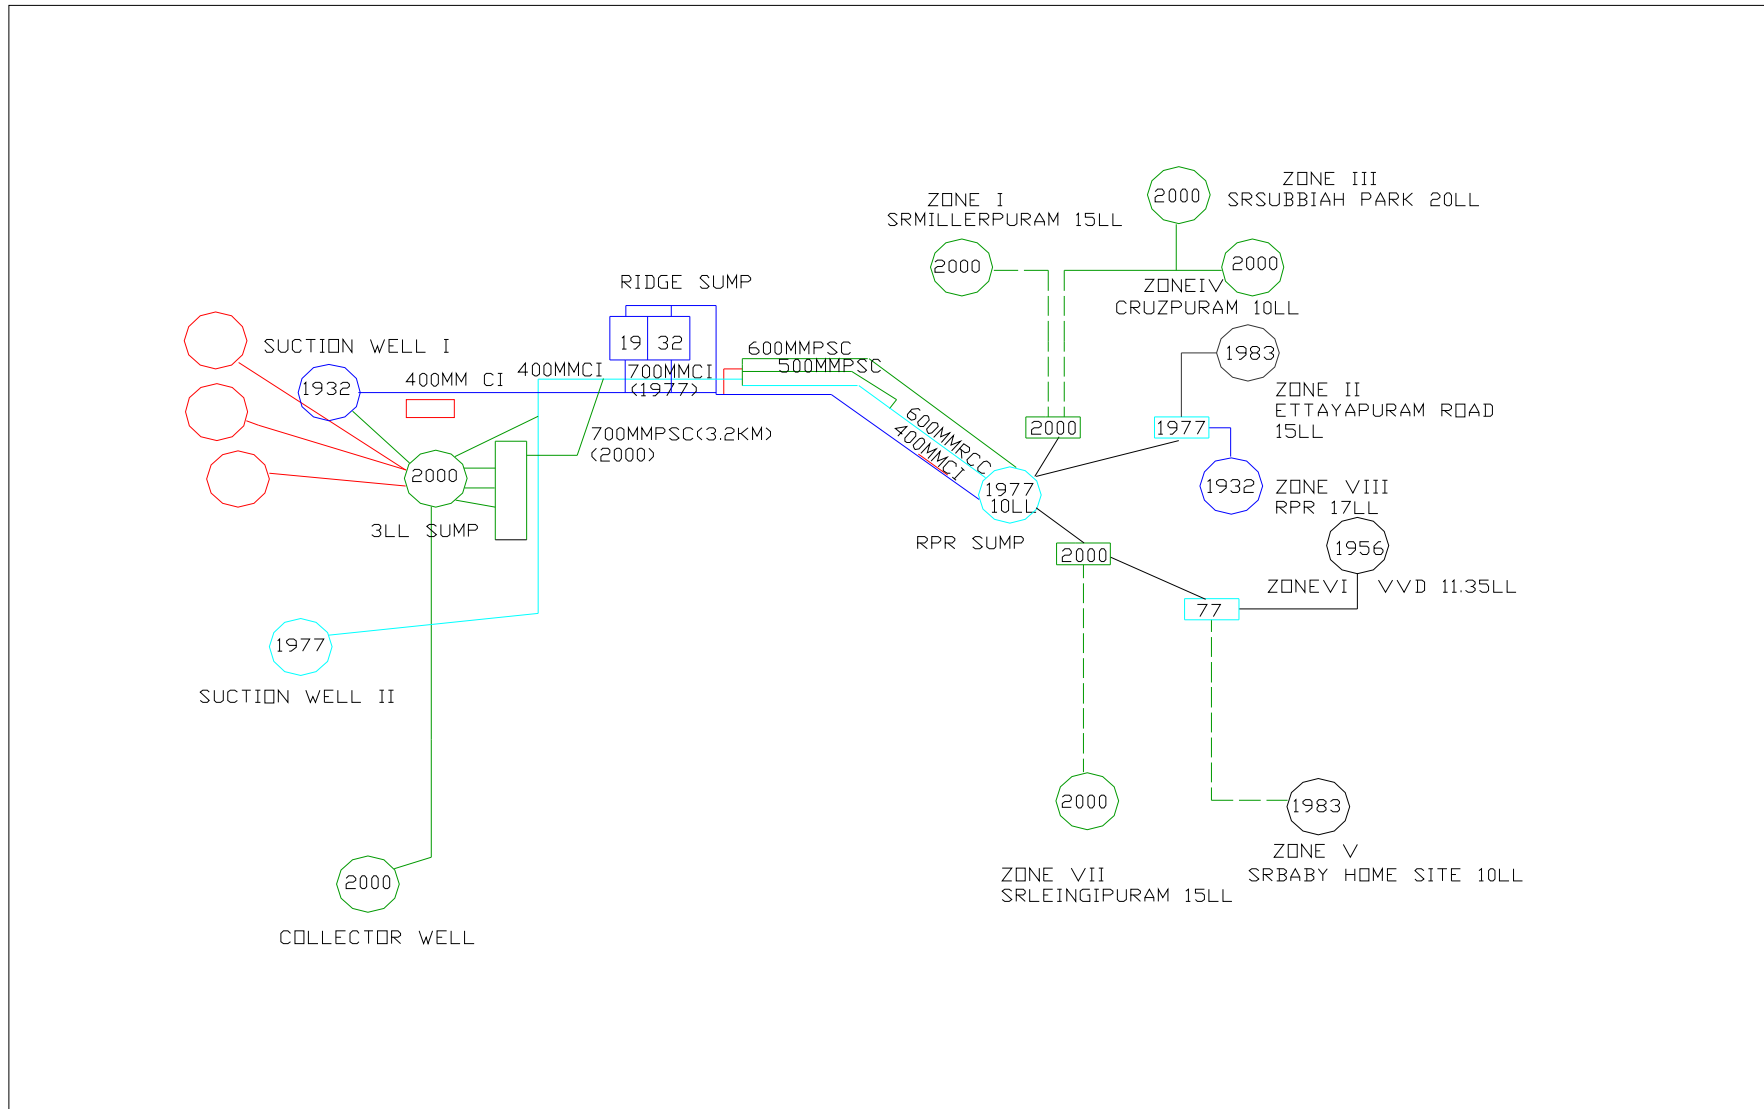 ZONE III
SRSUBBIAH PARK 20LL
2000
ZONE I
SRMILLERPURAM 15LL
2000
2000
ZONEIV
CRUZPURAM 10LL
RIDGE SUMP
19 32
SUCTION WELL I
1932
400MM CI
400MMCI
700MMCI
(1977)
600MMPSC
500MMPSC
1983
ZONE II
ETTAYAPURAM ROAD
15LL
700MMPSC(3.2KM)
(2000)
600MMRCC
400MMCI
2000
1977
2000
3LL SUMP
1977
10LL
RPR SUMP
1932
ZONE VIII
RPR 17LL
2000
1956
ZONEVI VVD 11.35LL
77
1977
SUCTION WELL II
2000
1983
ZONE V
SRBABY HOME SITE 10LL
ZONE VII
SRLEINGIPURAM 15LL
2000
COLLECTOR WELL